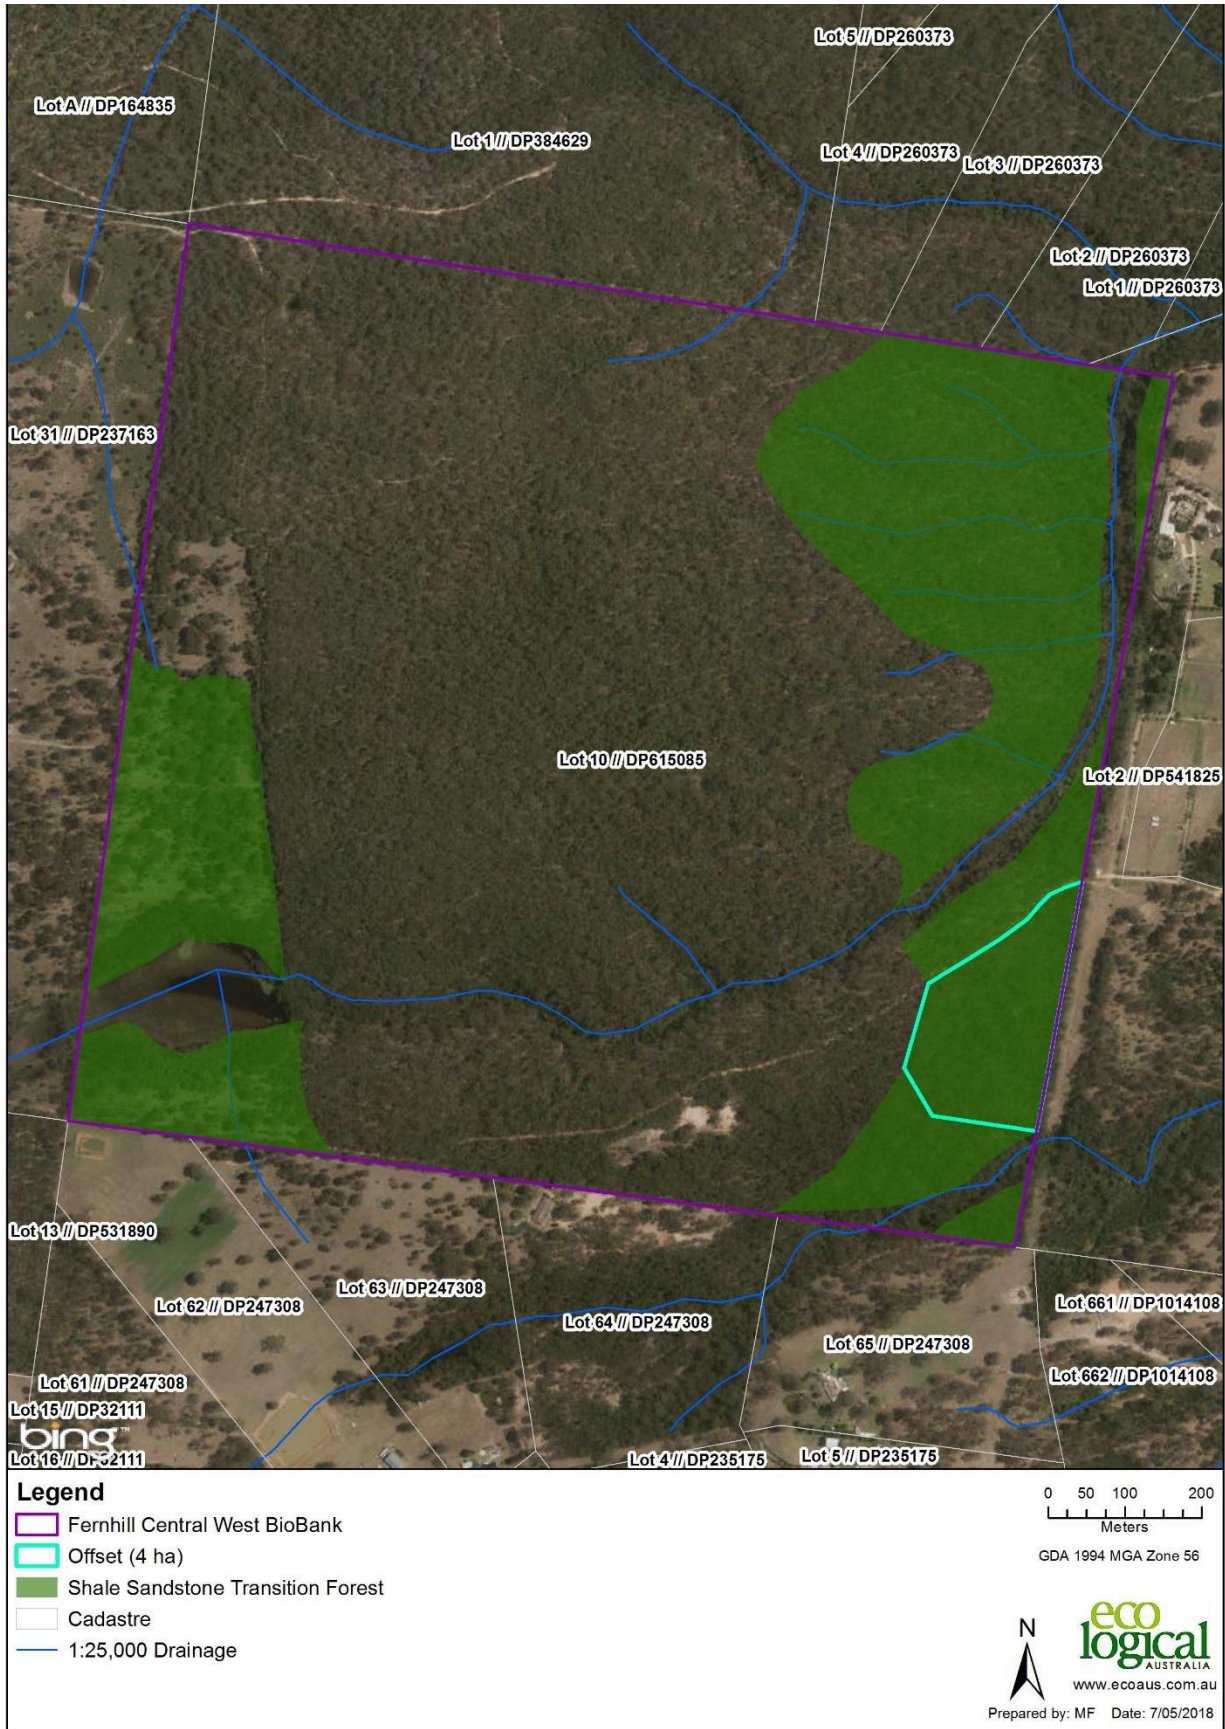 Lot 5 // DP260373
Lot A // DP164835
Lot 1 // DP384629
Lot 4 // DP260373
Lot 3 // DP260373
Lot 2 // DP260373
Lot 1 // DP260373
Lot 31 // DP237163
Lot 10 // DP615085
Lot 2 // DP541825
Lot 13 // DP531890
Lot 63 // DP247308
Lot 62 // DP247308
Lot 64 // DP247308
Lot 661 // DP1014108
Lot 65 // DP247308
Lot 662 // DP1014108
Lot 61 // DP247308
Lot 15 // DP32111
bing™
Lot 16 // DP32111
Lot 4 // DP235175
Lot 5 // DP235175
Legend
Fernhill Central West BioBank
Offset (4 ha)
Shale Sandstone Transition Forest
Cadastre
1:25,000 Drainage
0 50 100 200
Meters
GDA 1994 MGA Zone 56
N
eco
logical
AUSTRALIA
www.ecoaus.com.au
Prepared by: MF Date: 7/05/2018